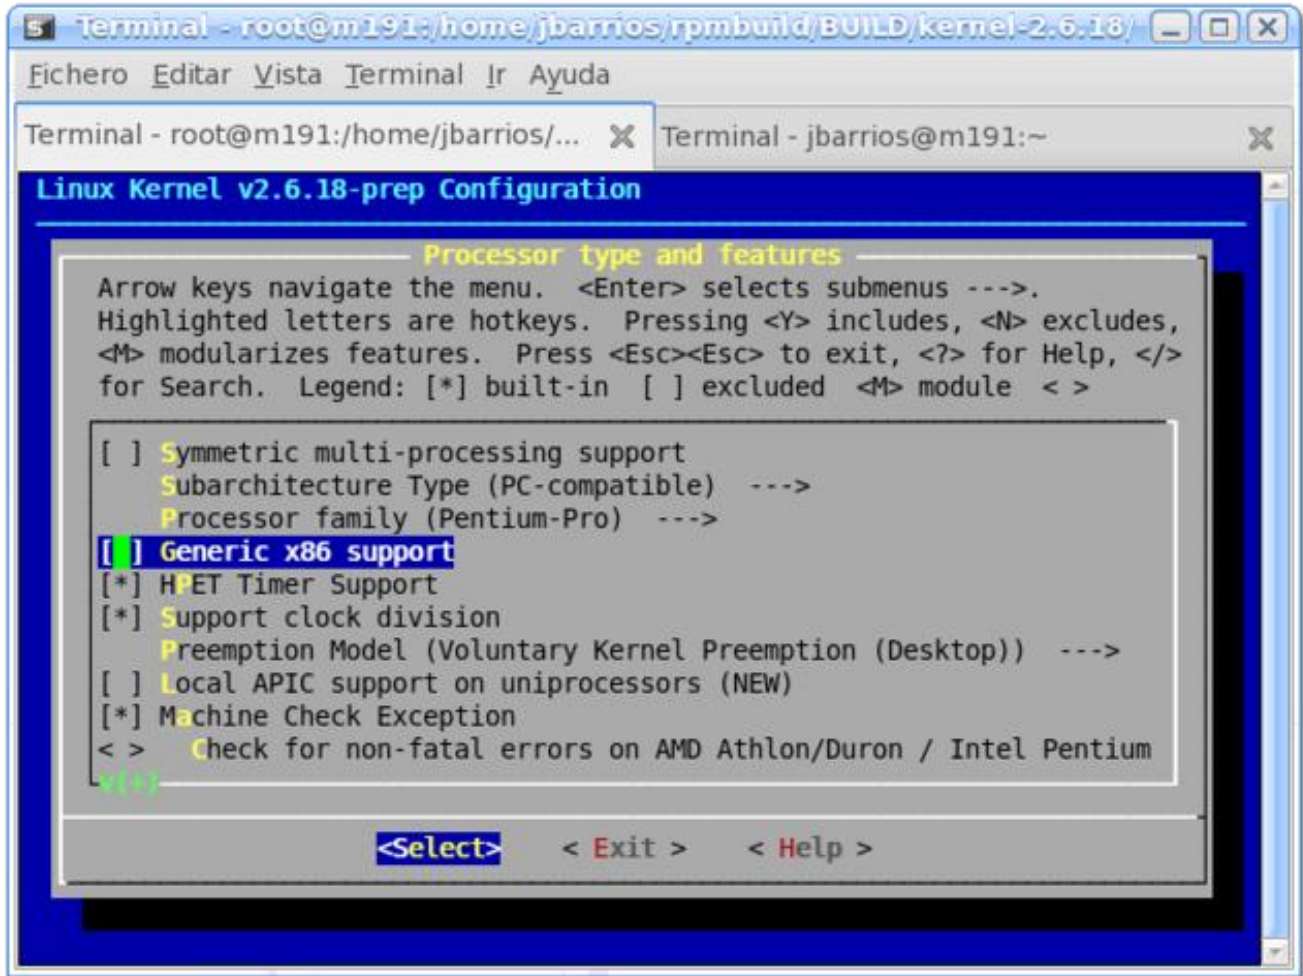 Terminal - root@m191:/home/jbarrios/rpmbuild/BUILD/kernel-2.6.18/
Fichero Editar Vista Terminal Ir Ayuda
Terminal - root@m191:/home/jbarrios/... Terminal - jbarrios@m191:~
Linux Kernel v2.6.18-prep Configuration
Processor type and features
Arrow keys navigate the menu. <Enter> selects submenus --->.
Highlighted letters are hotkeys. Pressing <Y> includes, <N> excludes,
<M> modularizes features. Press <Esc><Esc> to exit, <?> for Help, </>
for Search. Legend: [*] built-in [ ] excluded <M> module < >
[ ] Symmetric multi-processing support
Subarchitecture Type (PC-compatible) --->
Processor family (Pentium-Pro) --->
[ ] Generic x86 support
[*] HPET Timer Support
[*] Support clock division
Preemption Model (Voluntary Kernel Preemption (Desktop)) --->
[ ] Local APIC support on uniprocessors (NEW)
[*] Machine Check Exception
< > Check for non-fatal errors on AMD Athlon/Duron / Intel Pentium
v(+)
<Select> < Exit > < Help >